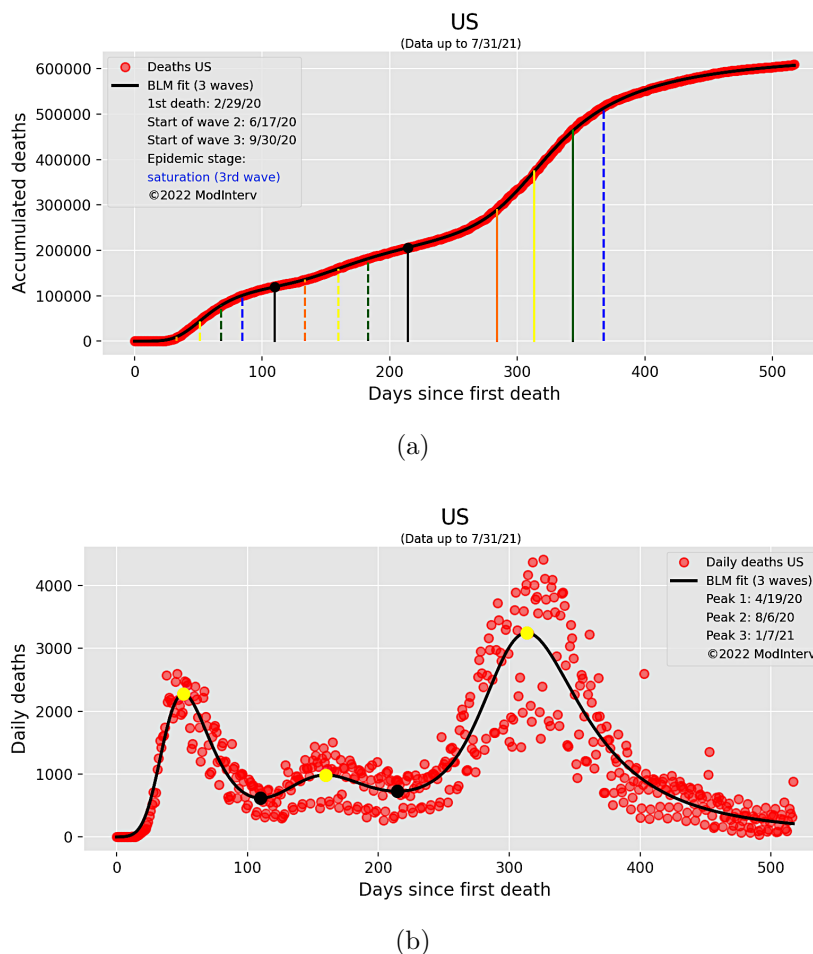 US
(Data up to 7/31/21)
Deaths US
BLM fit (3 waves)
1st death: 2/29/20
Start of wave 2: 6/17/20
Start of wave 3: 9/30/20
Epidemic stage:
saturation (3rd wave)
©2022 ModInterv
Accumulated deaths
600000
500000
400000
300000
200000
100000
0
0 100 200 300 400 500
Days since first death
(a)
US
(Data up to 7/31/21)
Daily deaths US
BLM fit (3 waves)
Peak 1: 4/19/20
Peak 2: 8/6/20
Peak 3: 1/7/21
©2022 ModInterv
Daily deaths
4000
3000
2000
1000
0
0 100 200 300 400 500
Days since first death
(b)